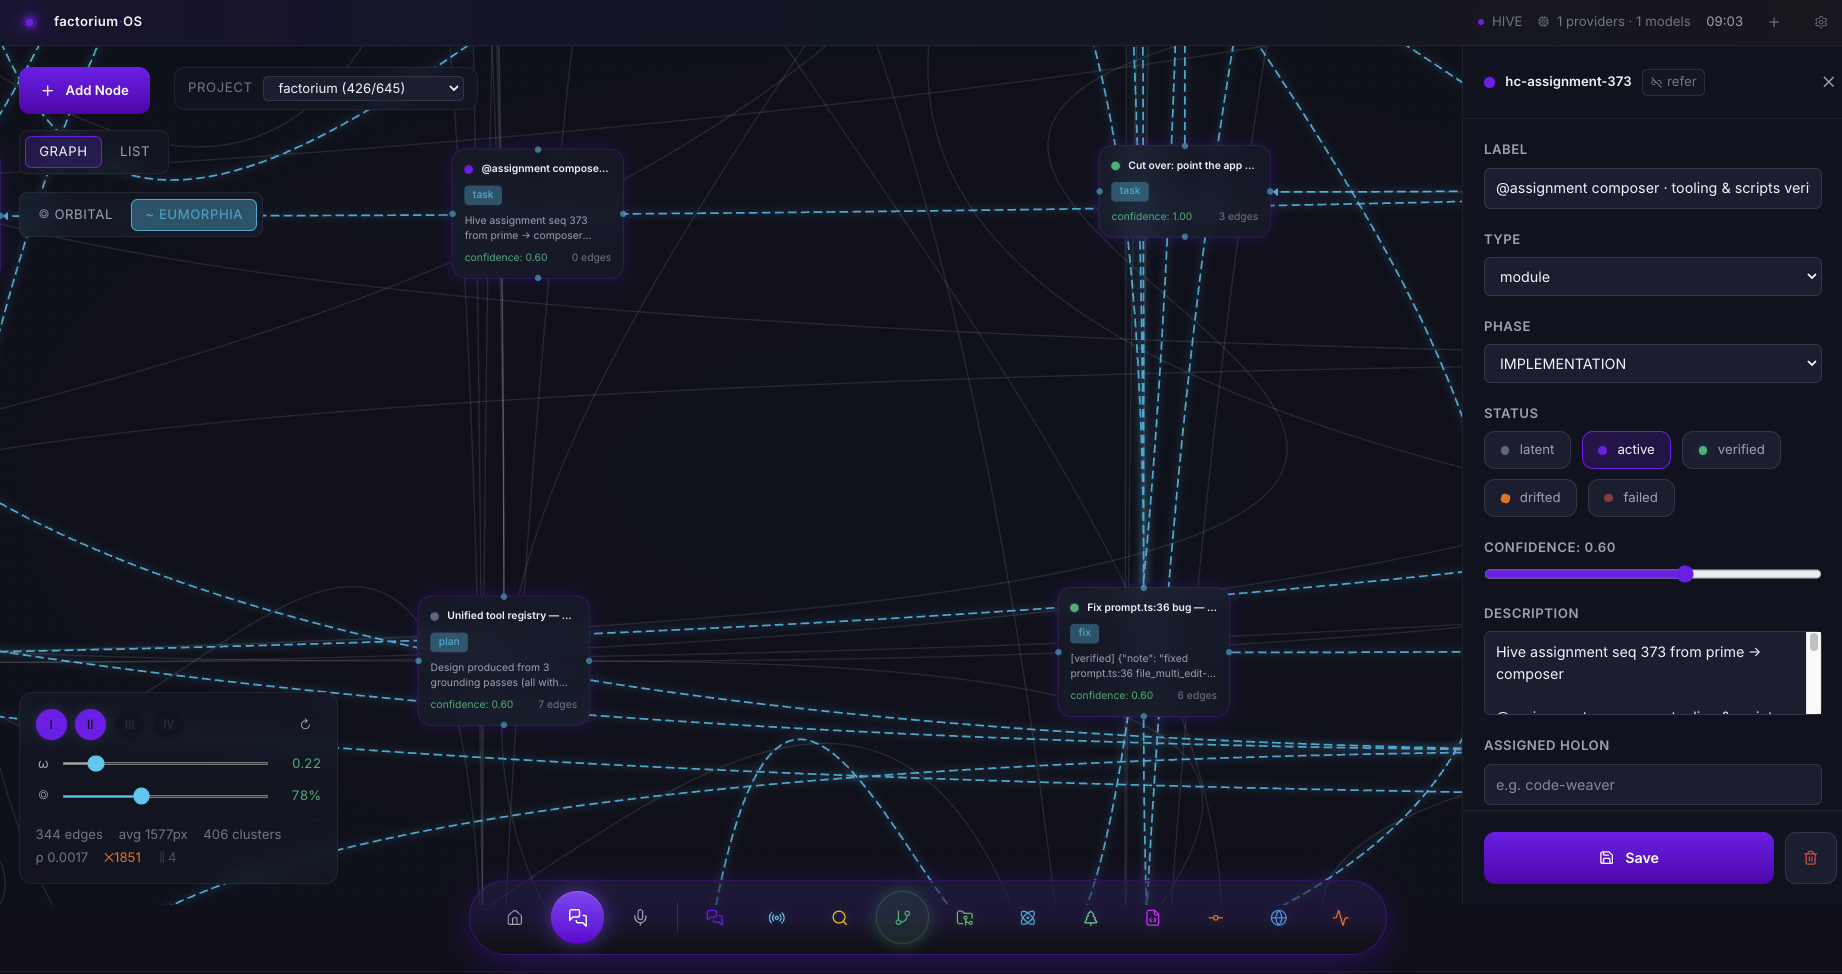 factorium OS
HIVE
1 providers · 1 models
09:03
Add Node
PROJECT
factorium (426/645)
GRAPH
LIST
ORBITAL
~ EUMORPHIA
@assignment compose...
task
Hive assignment seq 373
from prime → composer...
confidence: 0.60
0 edges
Cut over: point the app ...
task
confidence: 1.00
3 edges
Unified tool registry — ...
plan
Design produced from 3
grounding passes (all with...
confidence: 0.60
7 edges
Fix prompt.ts:36 bug — ...
fix
[verified] {"note": "fixed
prompt.ts:36 file_multi_edit-...
confidence: 0.60
6 edges
I
II
III
IV
ω
0.22
78%
344 edges
avg 1577px
406 clusters
ρ 0.0017
×1851
∥ 4
hc-assignment-373
refer
LABEL
@assignment composer · tooling & scripts veri
TYPE
module
PHASE
IMPLEMENTATION
STATUS
latent
active
verified
drifted
failed
CONFIDENCE: 0.60
DESCRIPTION
Hive assignment seq 373 from prime →
composer
ASSIGNED HOLON
e.g. code-weaver
Save